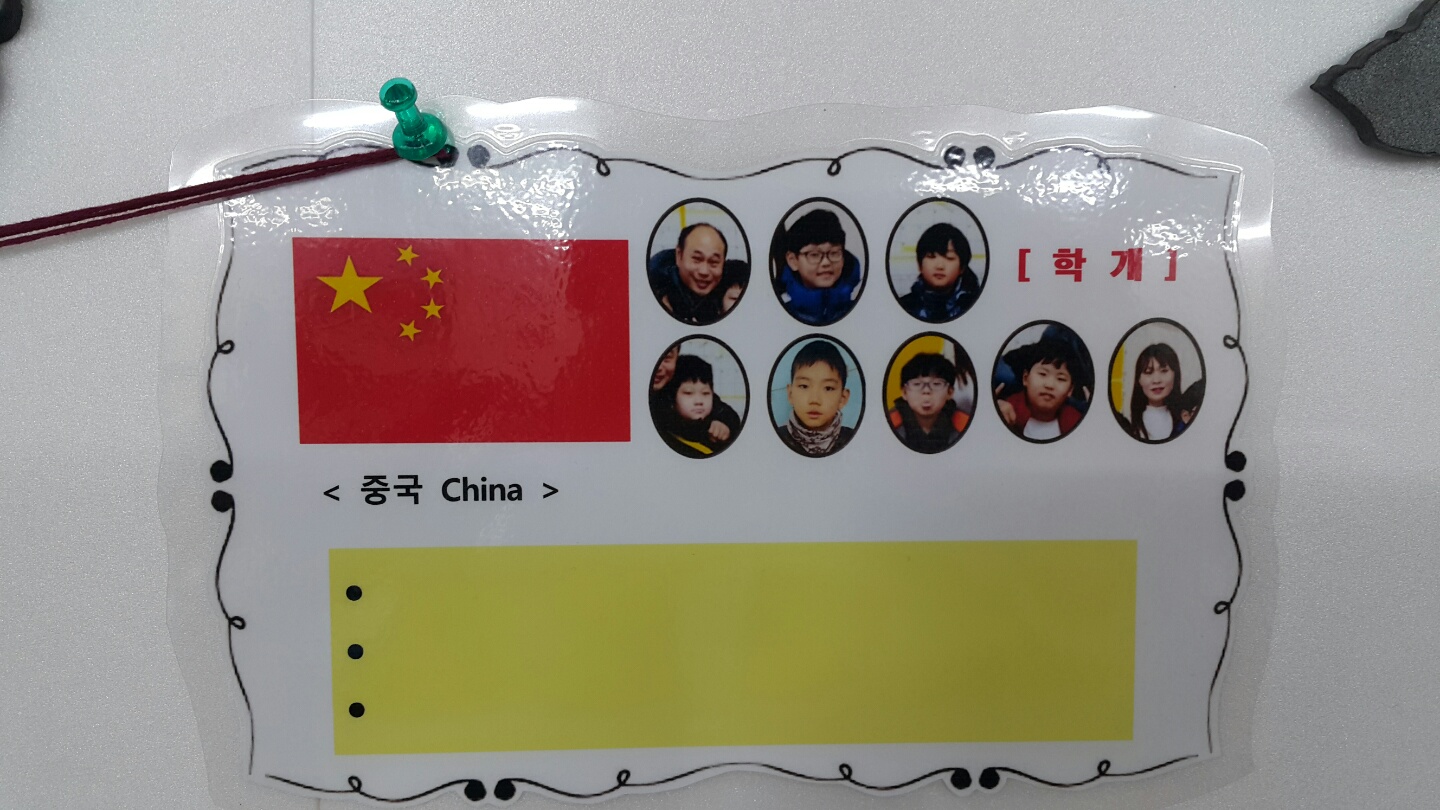 [ 학 개 ]
< 중국 China >